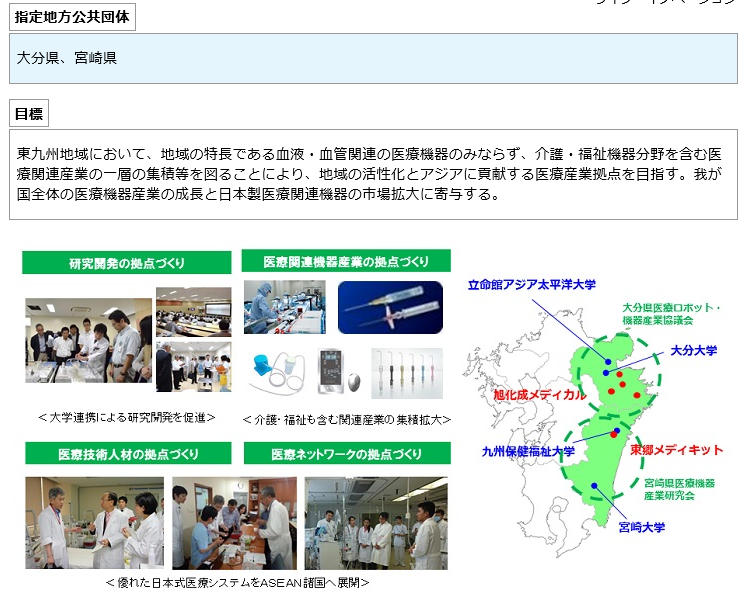 指定地方公共団体
大分県、宮崎県
目標
東九州地域において、地域の特長である血液・血管関連の医療機器のみならず、介護・福祉機器分野を含む医
療関連産業の一層の集積等を図ることにより、地域の活性化とアジアに貢献する医療産業拠点を目指す。我が
国全体の医療機器産業の成長と日本製医療関連機器の市場拡大に寄与する。
研究開発の拠点づくり
医療関連機器産業の拠点づくり
＜大学連携による研究開発を促進＞
＜介護・福祉も含む関連産業の集積拡大＞
医療技術人材の拠点づくり
医療ネットワークの拠点づくり
＜優れた日本式医療システムをASEAN諸国へ展開＞
立命館アジア太平洋大学
大分県医療ロボット・
機器産業協議会
大分大学
旭化成メディカル
九州保健福祉大学
東郷メディキット
宮崎県医療機器
産業研究会
宮崎大学